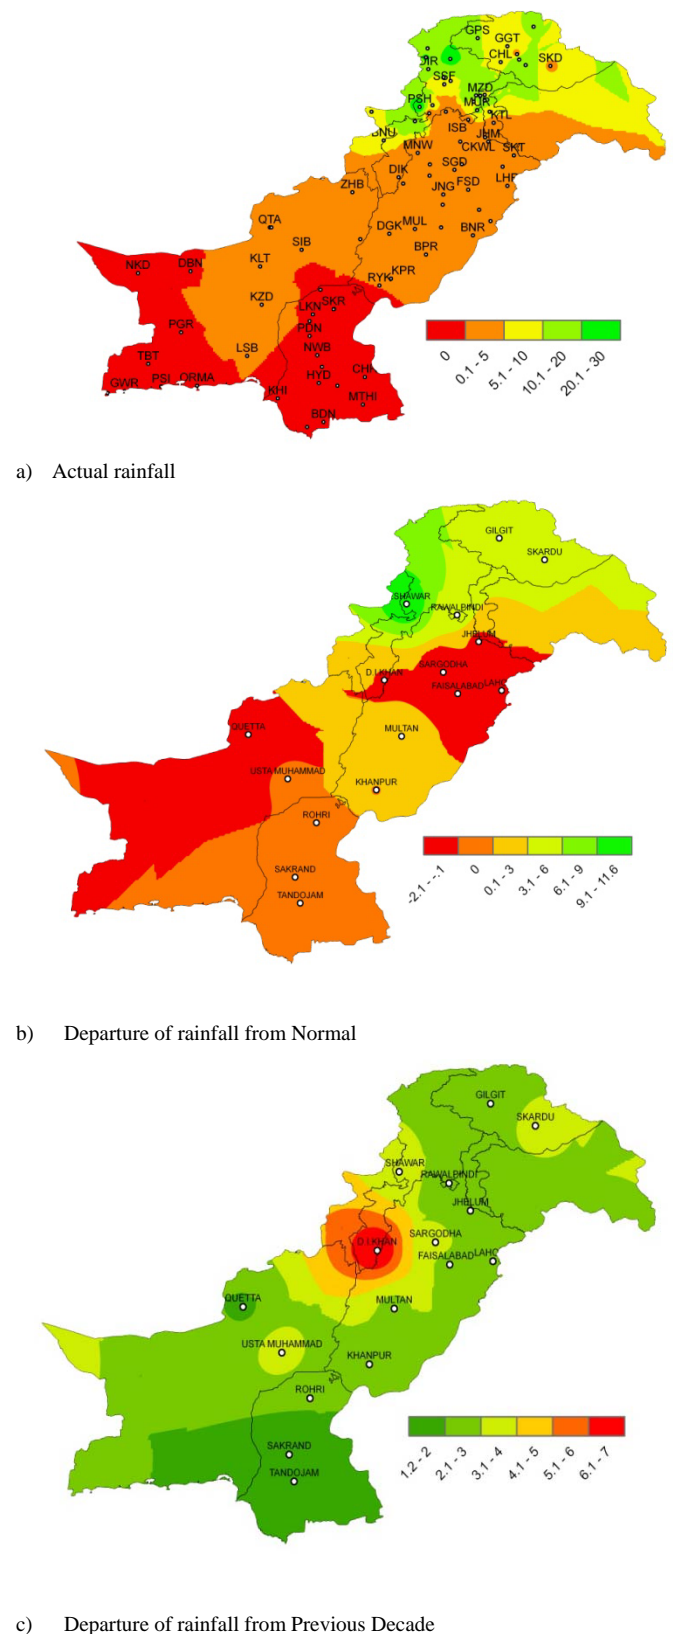 GPS
GGT
CHL
SKD
DIR
SSF
MZD
PSH
MUR
KTL
BNU
ISB
JHM
MNW
CKWL
SKT
DIK
SGD
ZHB
JNG
FSD
QTA
DGK
MUL
BNR
SIB
BPR
KLT
NKD
DBN
RYK
KPR
KZD
LKN
SKR
PGR
PDN
LSB
NWB
TBT
HYD
GWR
PSI
ORMA
KHI
MTHI
BDN
0
0.1 - 5
5.1 - 10
10.1 - 20
20.1 - 30
a) Actual rainfall
GILGIT
SKARDU
SHAWAR
RAWALPINDI
JHELUM
SARGODHA
D.I.KHAN
FAISALABAD
LAHO
QUETTA
MULTAN
USTA MUHAMMAD
KHANPUR
ROHRI
SAKRAND
TANDOJAM
-2.1 - -.1
0
0.1 - 3
3.1 - 6
6.1 - 9
9.1 - 11.6
b) Departure of rainfall from Normal
GILGIT
SKARDU
SHAWAR
RAWALPINDI
JHELUM
SARGODHA
D.I.KHAN
FAISALABAD
LAHO
QUETTA
MULTAN
USTA MUHAMMAD
KHANPUR
ROHRI
SAKRAND
TANDOJAM
1.2 - 2
2.1 - 3
3.1 - 4
4.1 - 5
5.1 - 6
6.1 - 7
c) Departure of rainfall from Previous Decade